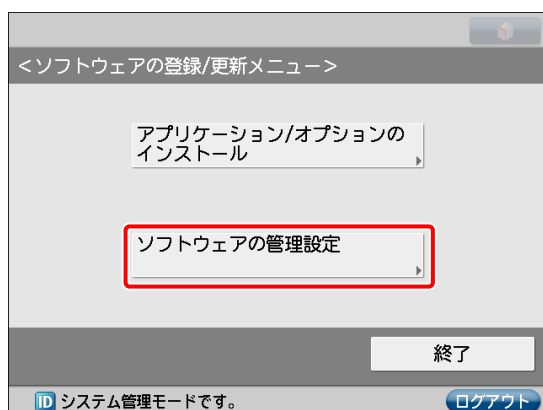 <ソフトウェアの登録/更新メニュー>
アプリケーション/オプションの
インストール
ソフトウェアの管理設定
終了
ID システム管理モードです。
ログアウト